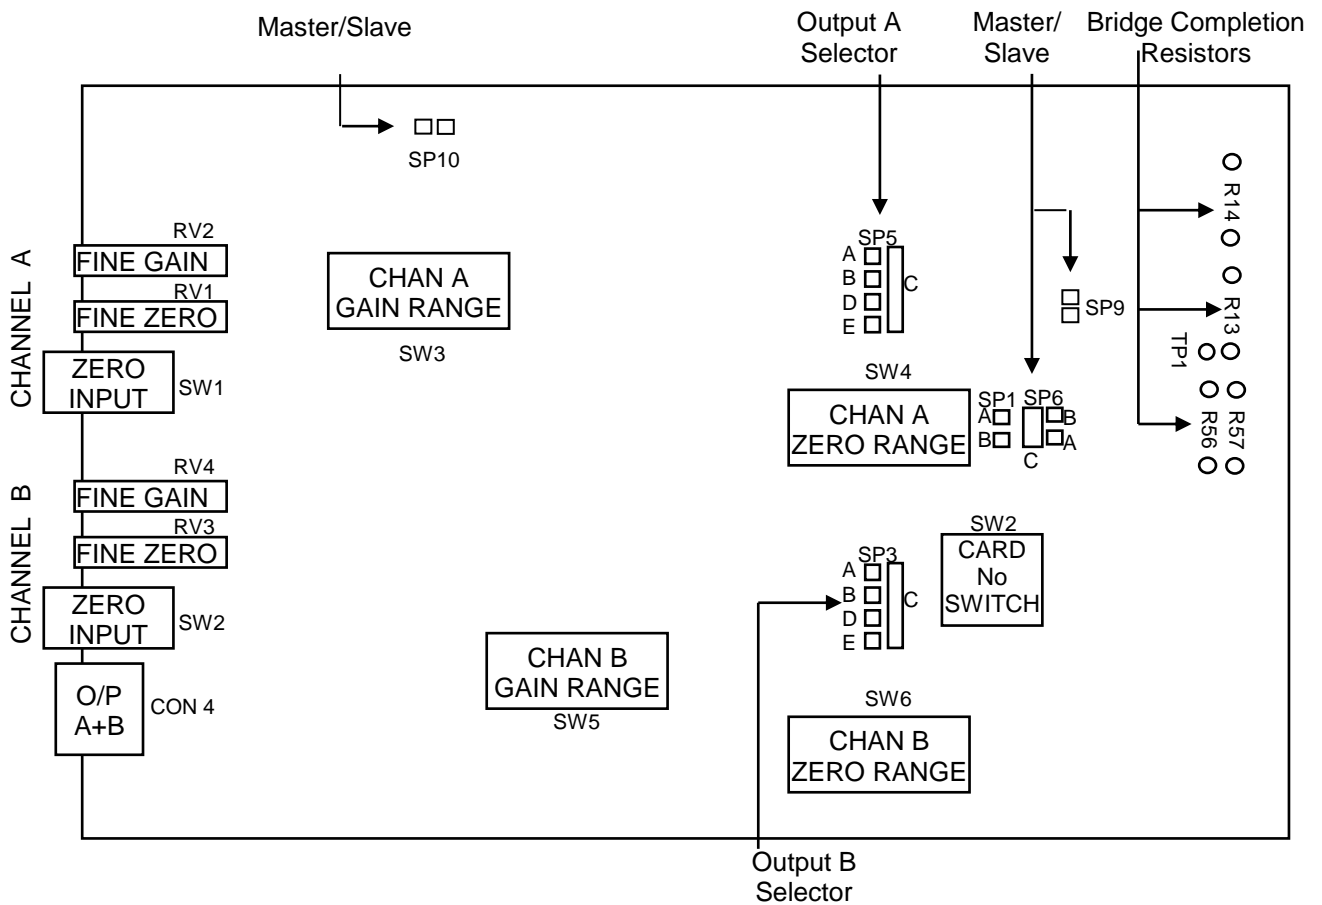 Master/Slave
Output A
Selector
Master/
Slave
Bridge Completion
Resistors
SP10
CHANNEL A
RV2
FINE GAIN
RV1
FINE ZERO
ZERO
INPUT
SW1
CHAN A
GAIN RANGE
SW3
SP5
A
B
D
E
C
SP9
R14
R13
TP1
R56
R57
SW4
CHAN A
ZERO RANGE
SP1
A
B
SP6
B
A
C
CHANNEL B
RV4
FINE GAIN
RV3
FINE ZERO
ZERO
INPUT
SW2
O/P
A+B
CON 4
CHAN B
GAIN RANGE
SW5
SP3
A
B
D
E
C
SW2
CARD
No
SWITCH
SW6
CHAN B
ZERO RANGE
Output B
Selector